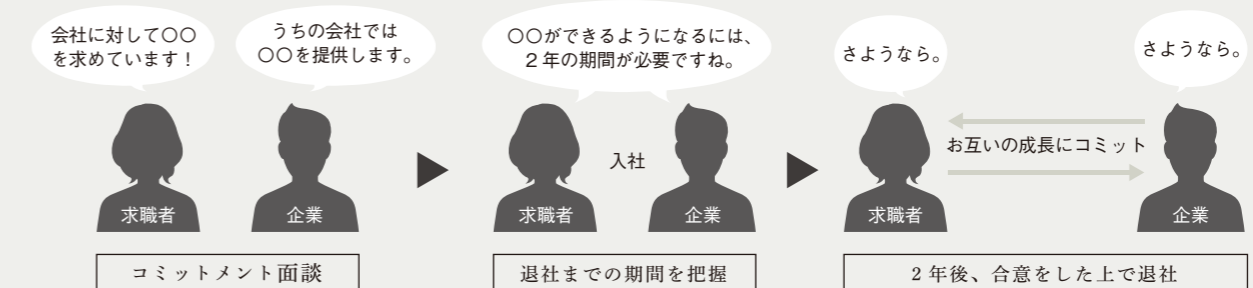 会社に対して〇〇
を求めています！
うちの会社では
〇〇を提供します。
求職者
企業
コミットメント面談
〇〇ができるようになるには、
２年の期間が必要ですね。
入社
求職者
企業
退社までの期間を把握
さようなら。
さようなら。
お互いの成長にコミット
求職者
企業
２年後、合意をした上で退社